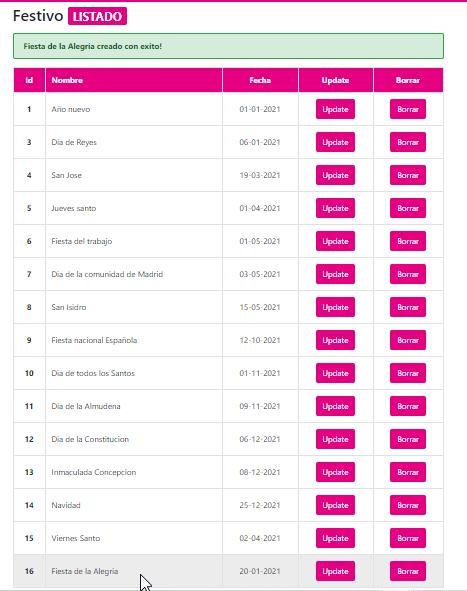 Festivo LISTADO
Fiesta de la Alegria creado con exito!
Id Nombre Fecha Update Borrar
1 Año nuevo 01-01-2021 Update Borrar
3 Dia de Reyes 06-01-2021 Update Borrar
4 San Jose 19-03-2021 Update Borrar
5 Jueves santo 01-04-2021 Update Borrar
6 Fiesta del trabajo 01-05-2021 Update Borrar
7 Dia de la comunidad de Madrid 03-05-2021 Update Borrar
8 San Isidro 15-05-2021 Update Borrar
9 Fiesta nacional Española 12-10-2021 Update Borrar
10 Dia de todos los Santos 01-11-2021 Update Borrar
11 Dia de la Almudena 09-11-2021 Update Borrar
12 Dia de la Constitucion 06-12-2021 Update Borrar
13 Inmaculada Concepcion 08-12-2021 Update Borrar
14 Navidad 25-12-2021 Update Borrar
15 Viernes Santo 02-04-2021 Update Borrar
16 Fiesta de la Alegria 20-01-2021 Update Borrar